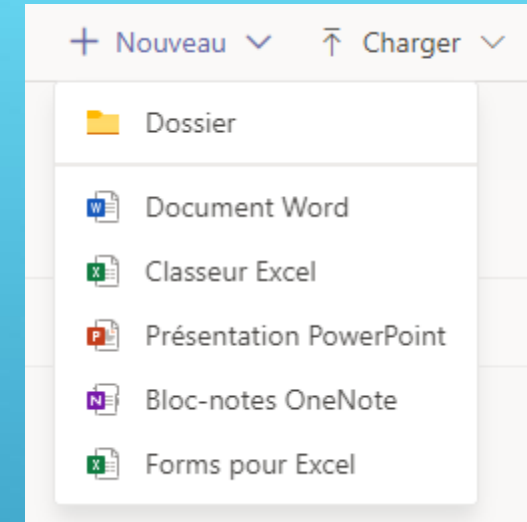 Nouveau Charger
Dossier
Document Word
Classeur Excel
Présentation PowerPoint
Bloc-notes OneNote
Forms pour Excel